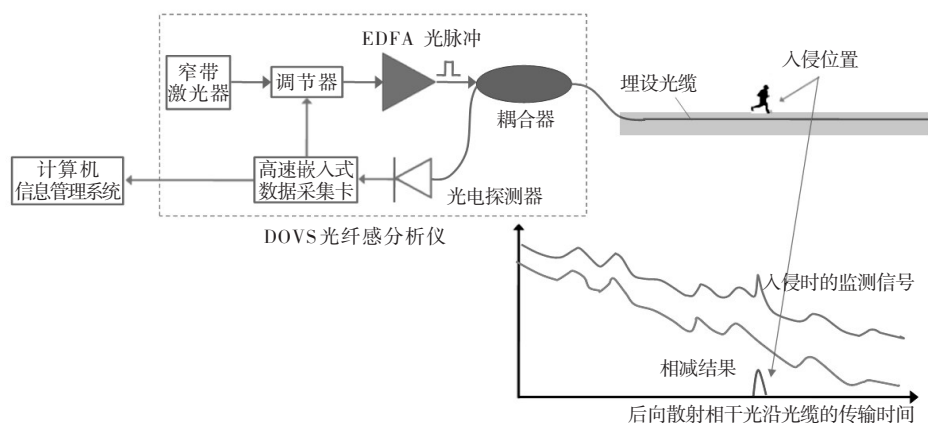 EDFA 光脉冲
窄带
激光器
调节器
耦合器
埋设光缆
入侵位置
计算机
信息管理系统
高速嵌入式
数据采集卡
光电探测器
DOVS光纤感分析仪
入侵时的监测信号
相减结果
后向散射相干光沿光缆的传输时间